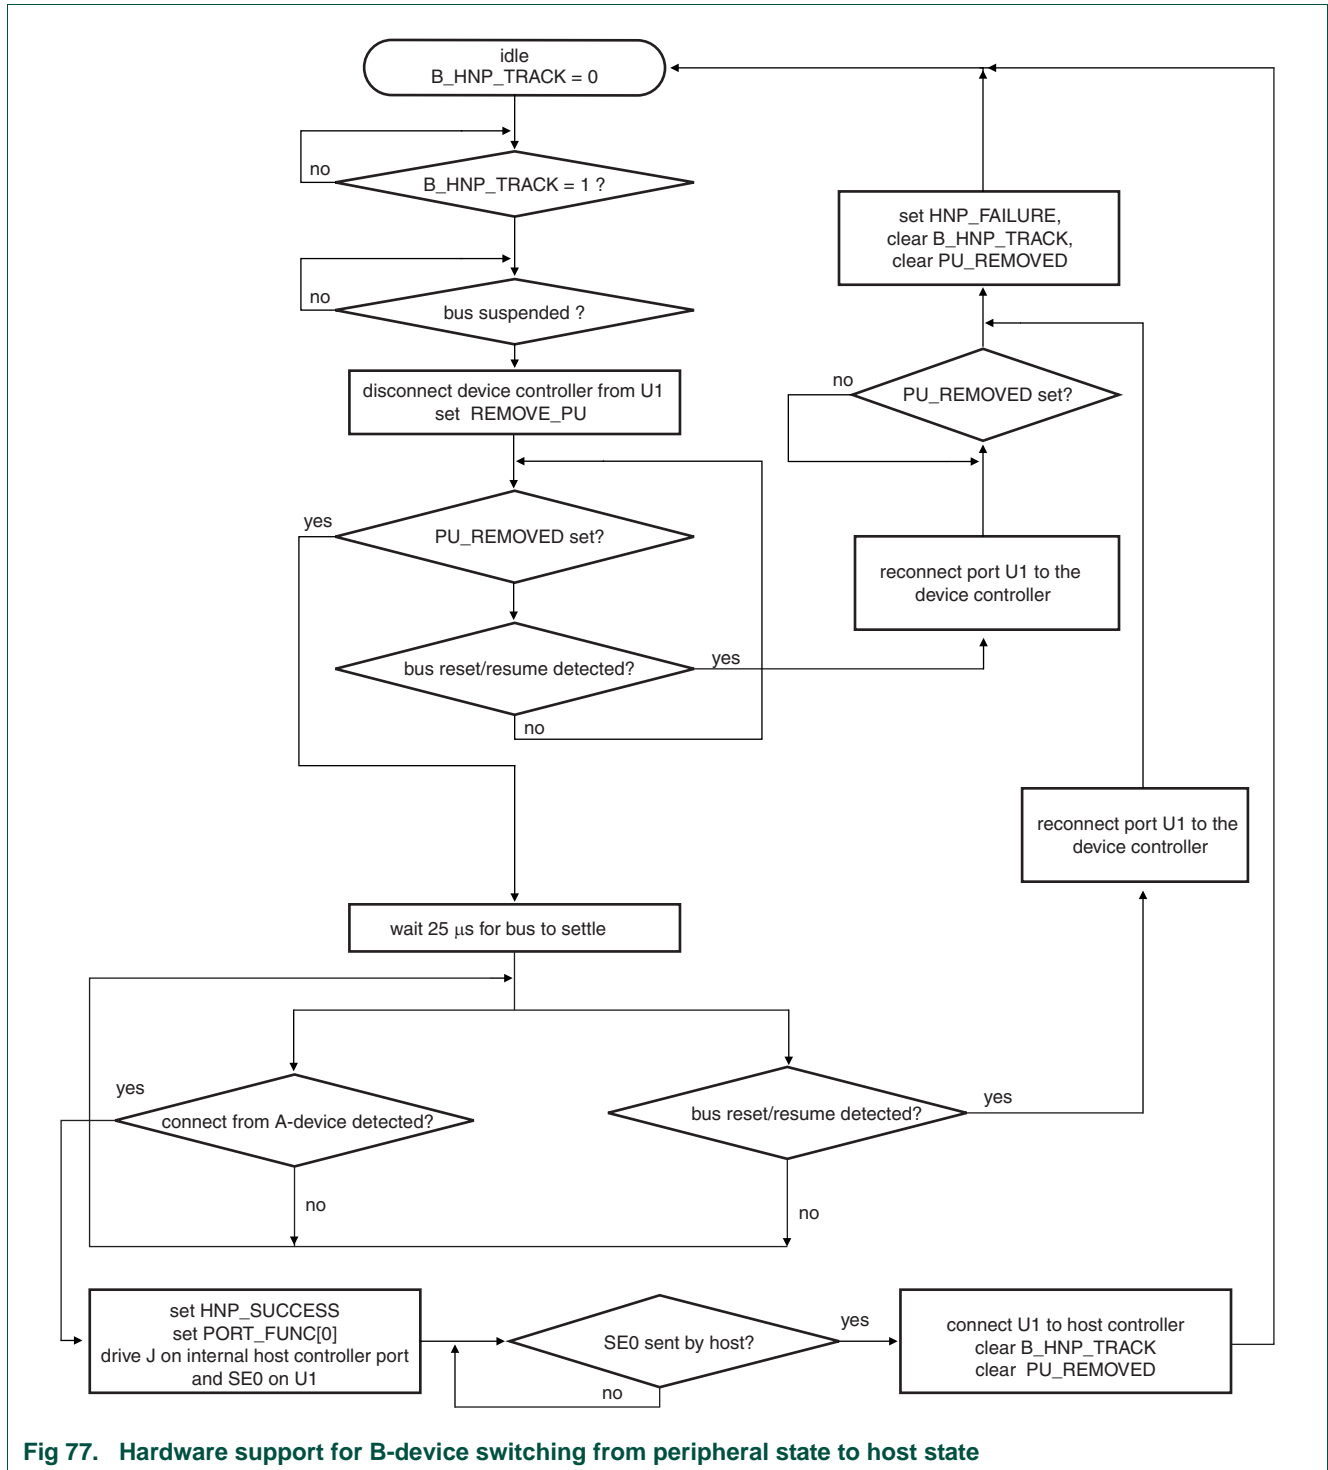 idle
B_HNP_TRACK = 0
no
B_HNP_TRACK = 1 ?
no
bus suspended ?
disconnect device controller from U1
set REMOVE_PU
yes
PU_REMOVED set?
bus reset/resume detected?
yes
no
set HNP_FAILURE,
clear B_HNP_TRACK,
clear PU_REMOVED
no
PU_REMOVED set?
reconnect port U1 to the
device controller
reconnect port U1 to the
device controller
wait 25 μs for bus to settle
yes
connect from A-device detected?
no
bus reset/resume detected?
yes
no
set HNP_SUCCESS
set PORT_FUNC[0]
drive J on internal host controller port
and SE0 on U1
SE0 sent by host?
yes
no
connect U1 to host controller
clear B_HNP_TRACK
clear PU_REMOVED
Fig 77. Hardware support for B-device switching from peripheral state to host state